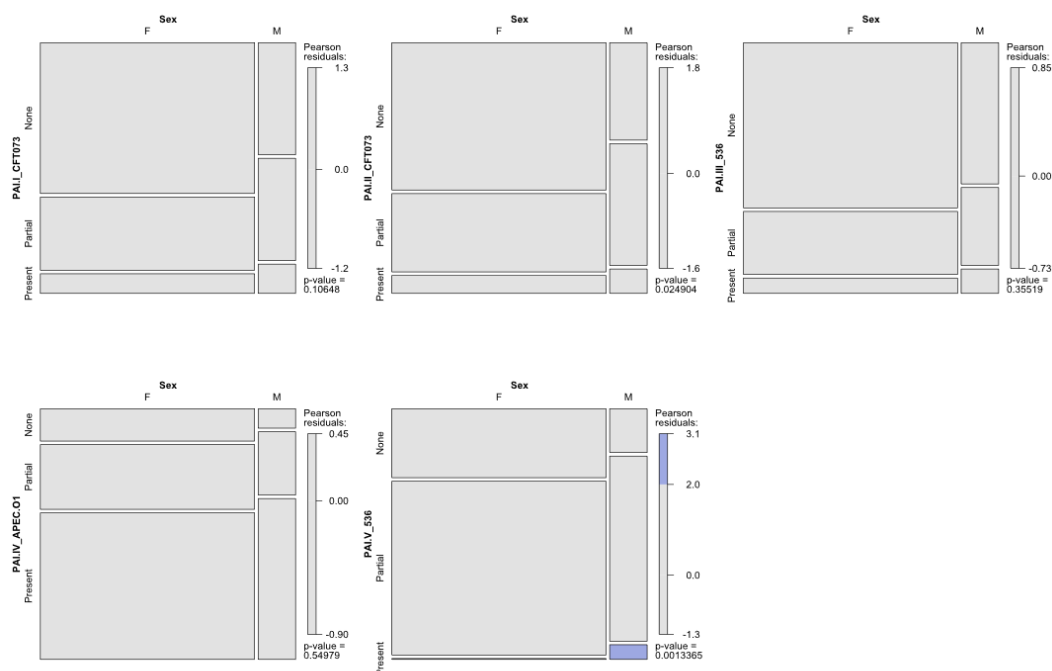 Sex
F M
None
Partial
Present
PAI.I_CFT073
Pearson
residuals:
1.3
0.0
-1.2
p-value =
0.10648
Sex
F M
None
Partial
Present
PAI.II_CFT073
Pearson
residuals:
1.8
0.0
-1.6
p-value =
0.024904
Sex
F M
None
Partial
Present
PAI.III_536
Pearson
residuals:
0.85
0.00
-0.73
p-value =
0.35519
Sex
F M
None
Partial
Present
PAI.IV_APEC.O1
Pearson
residuals:
0.45
0.00
-0.90
p-value =
0.54979
Sex
F M
None
Partial
Present
PAI.V_536
Pearson
residuals:
3.1
2.0
0.0
-1.3
p-value =
0.0013365